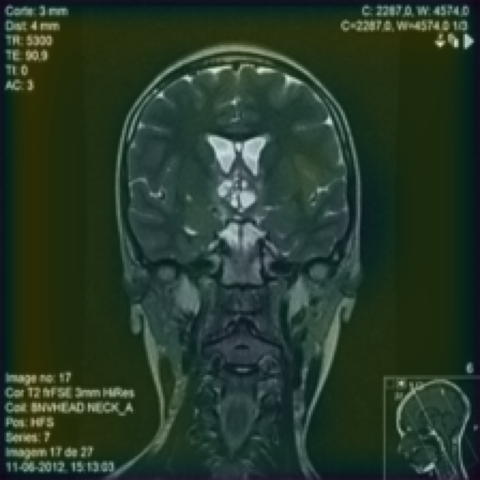 Corte: 3 mm
Dist: 4 mm
TR: 5300
TE: 90,9
TI: 0
AC: 3
C: 2287,0, W: 4574,0
C=2287,0, W=4574,0 1/3
Image no: 17
Cor T2 frFSE 3mm HiRes
Coil: 8NVHEAD NECK_A
Pos: HFS
Series: 7
Imagem 17 de 27
11-06-2012, 15:13:03
6